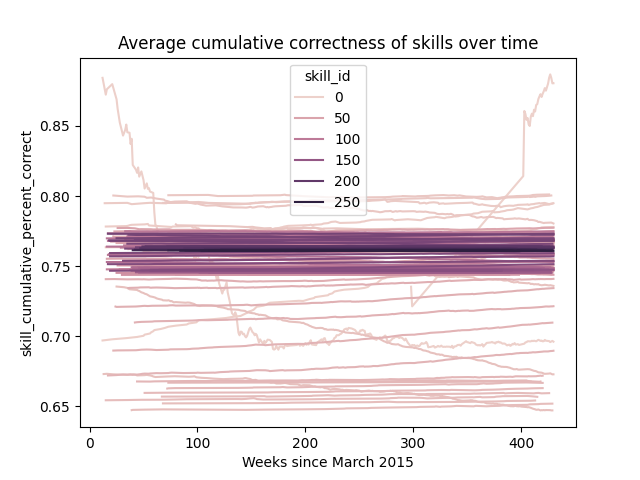 Average cumulative correctness of skills over time
skill_cumulative_percent_correct
0.85
0.80
0.75
0.70
0.65
skill_id
0
50
100
150
200
250
0 100 200 300 400
Weeks since March 2015